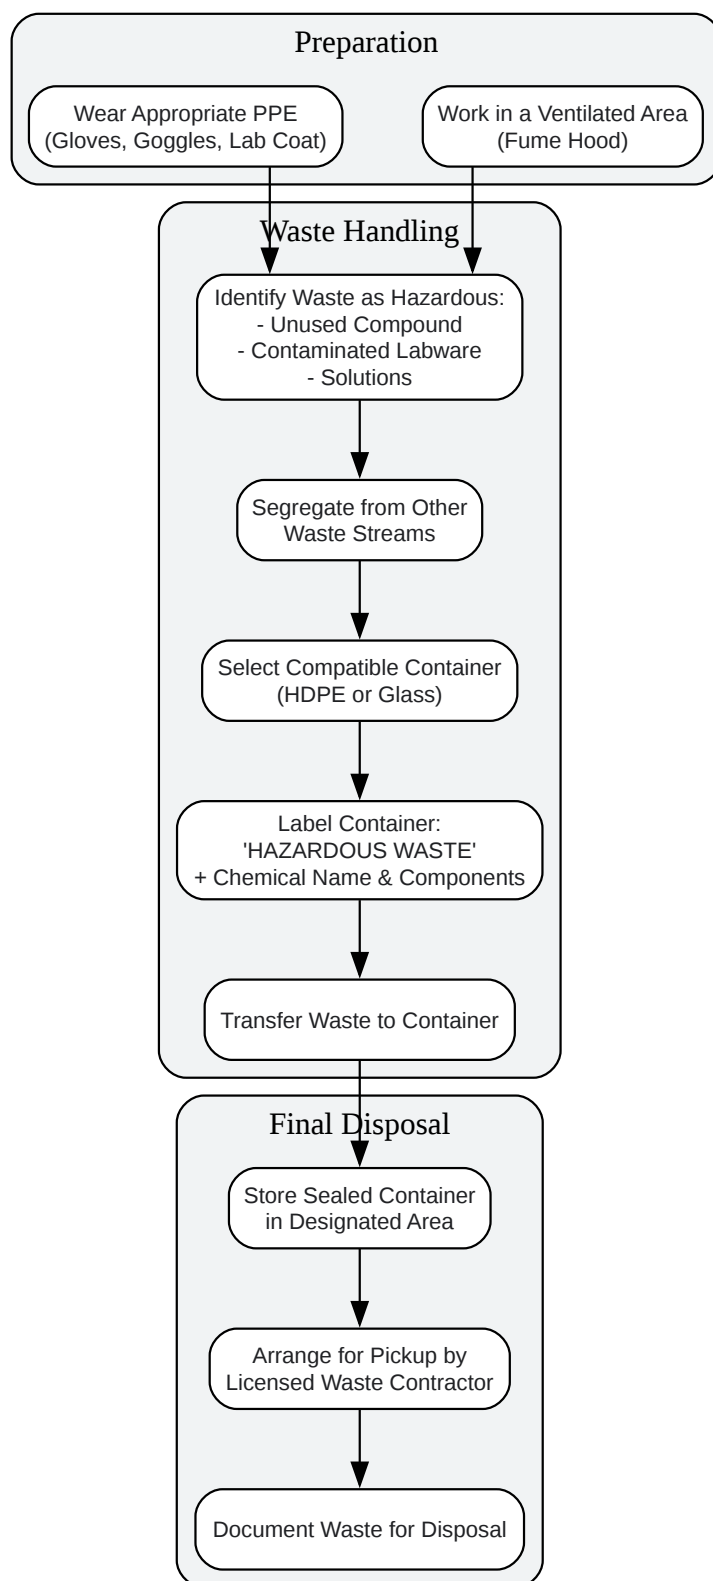 Preparation
Wear Appropriate PPE
(Gloves, Goggles, Lab Coat)
Work in a Ventilated Area
(Fume Hood)
Waste Handling
Identify Waste as Hazardous:
- Unused Compound
- Contaminated Labware
- Solutions
Segregate from Other
Waste Streams
Select Compatible Container
(HDPE or Glass)
Label Container:
'HAZARDOUS WASTE'
+ Chemical Name & Components
Transfer Waste to Container
Final Disposal
Store Sealed Container
in Designated Area
Arrange for Pickup by
Licensed Waste Contractor
Document Waste for Disposal